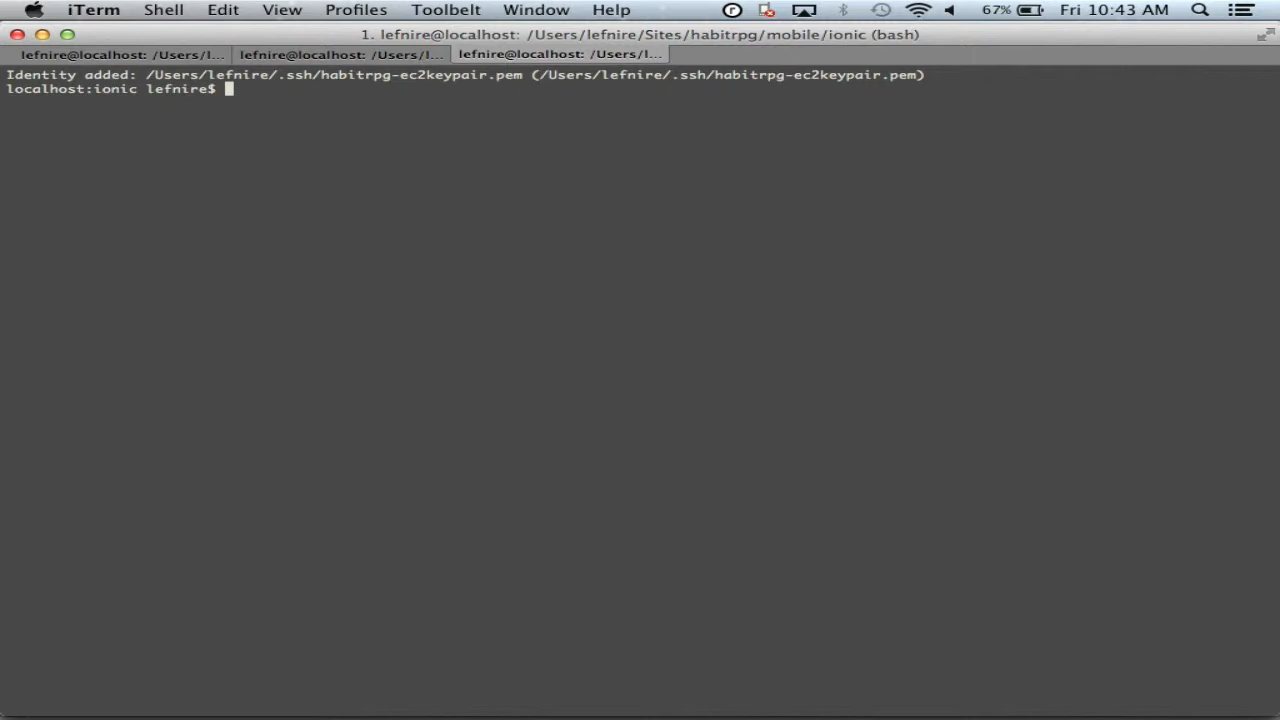 iTerm Shell Edit View Profiles Toolbelt Window Help 67% Fri 10:43 AM
1. lefnire@localhost: /Users/lefnire/Sites/habitrpg/mobile/ionic (bash)
lefnire@localhost: /Users/l... lefnire@localhost: /Users/l... lefnire@localhost: /Users/l...
Identity added: /Users/lefnire/.ssh/habitrpg-ec2keypair.pem (/Users/lefnire/.ssh/habitrpg-ec2keypair.pem)
localhost:ionic lefnire$